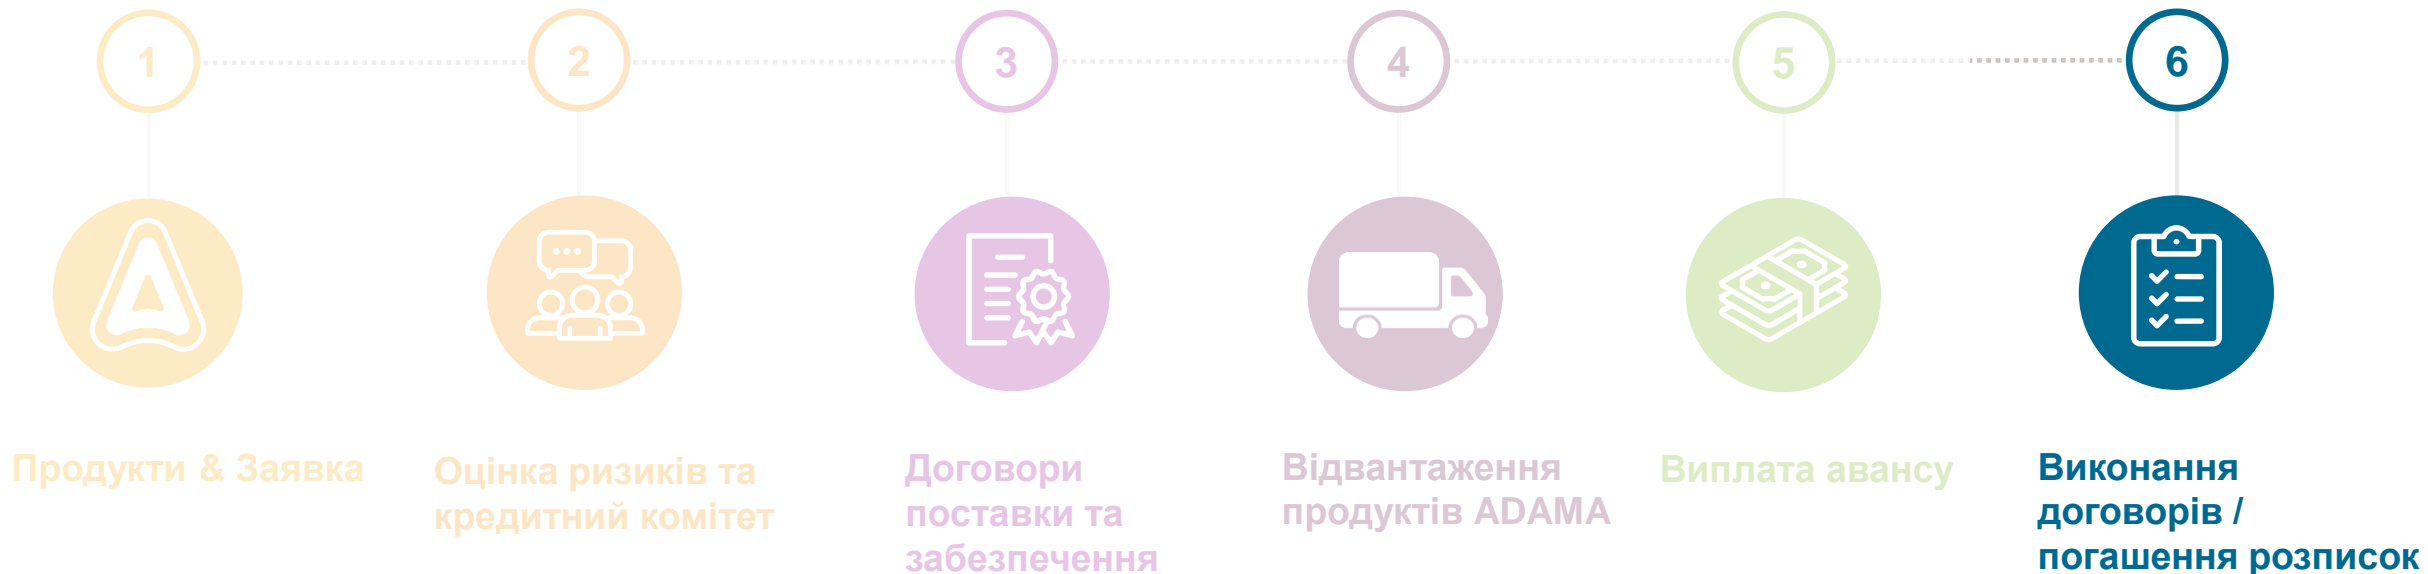 1
2
3
4
5
6
Продукти & Заявка
Оцінка ризиків та
кредитний комітет
Договори
поставки та
забезпечення
Відвантаження
продуктів ADAMA
Виплата авансу
Виконання
договорів /
погашення розписок